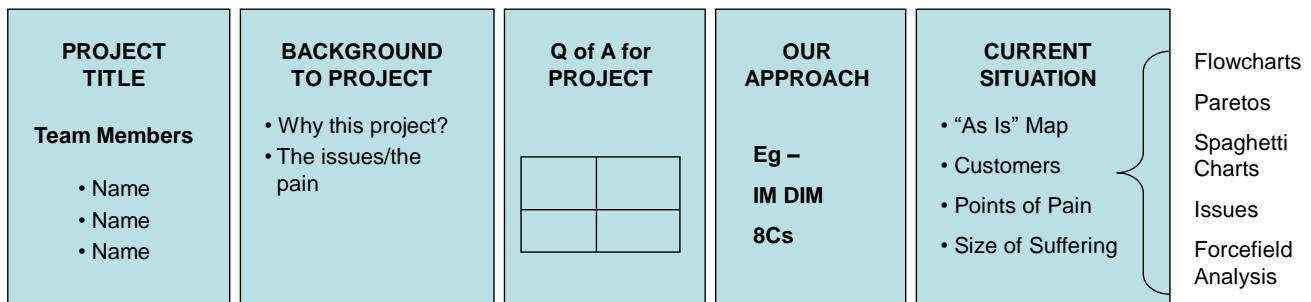 PROJECT
TITLE
Team Members
• Name
• Name
• Name
BACKGROUND
TO PROJECT
• Why this project?
• The issues/the
pain
Q of A for
PROJECT
OUR
APPROACH
Eg –
IM DIM
8Cs
CURRENT
SITUATION
• “As Is” Map
• Customers
• Points of Pain
• Size of Suffering
Flowcharts
Paretos
Spaghetti
Charts
Issues
Forcefield
Analysis